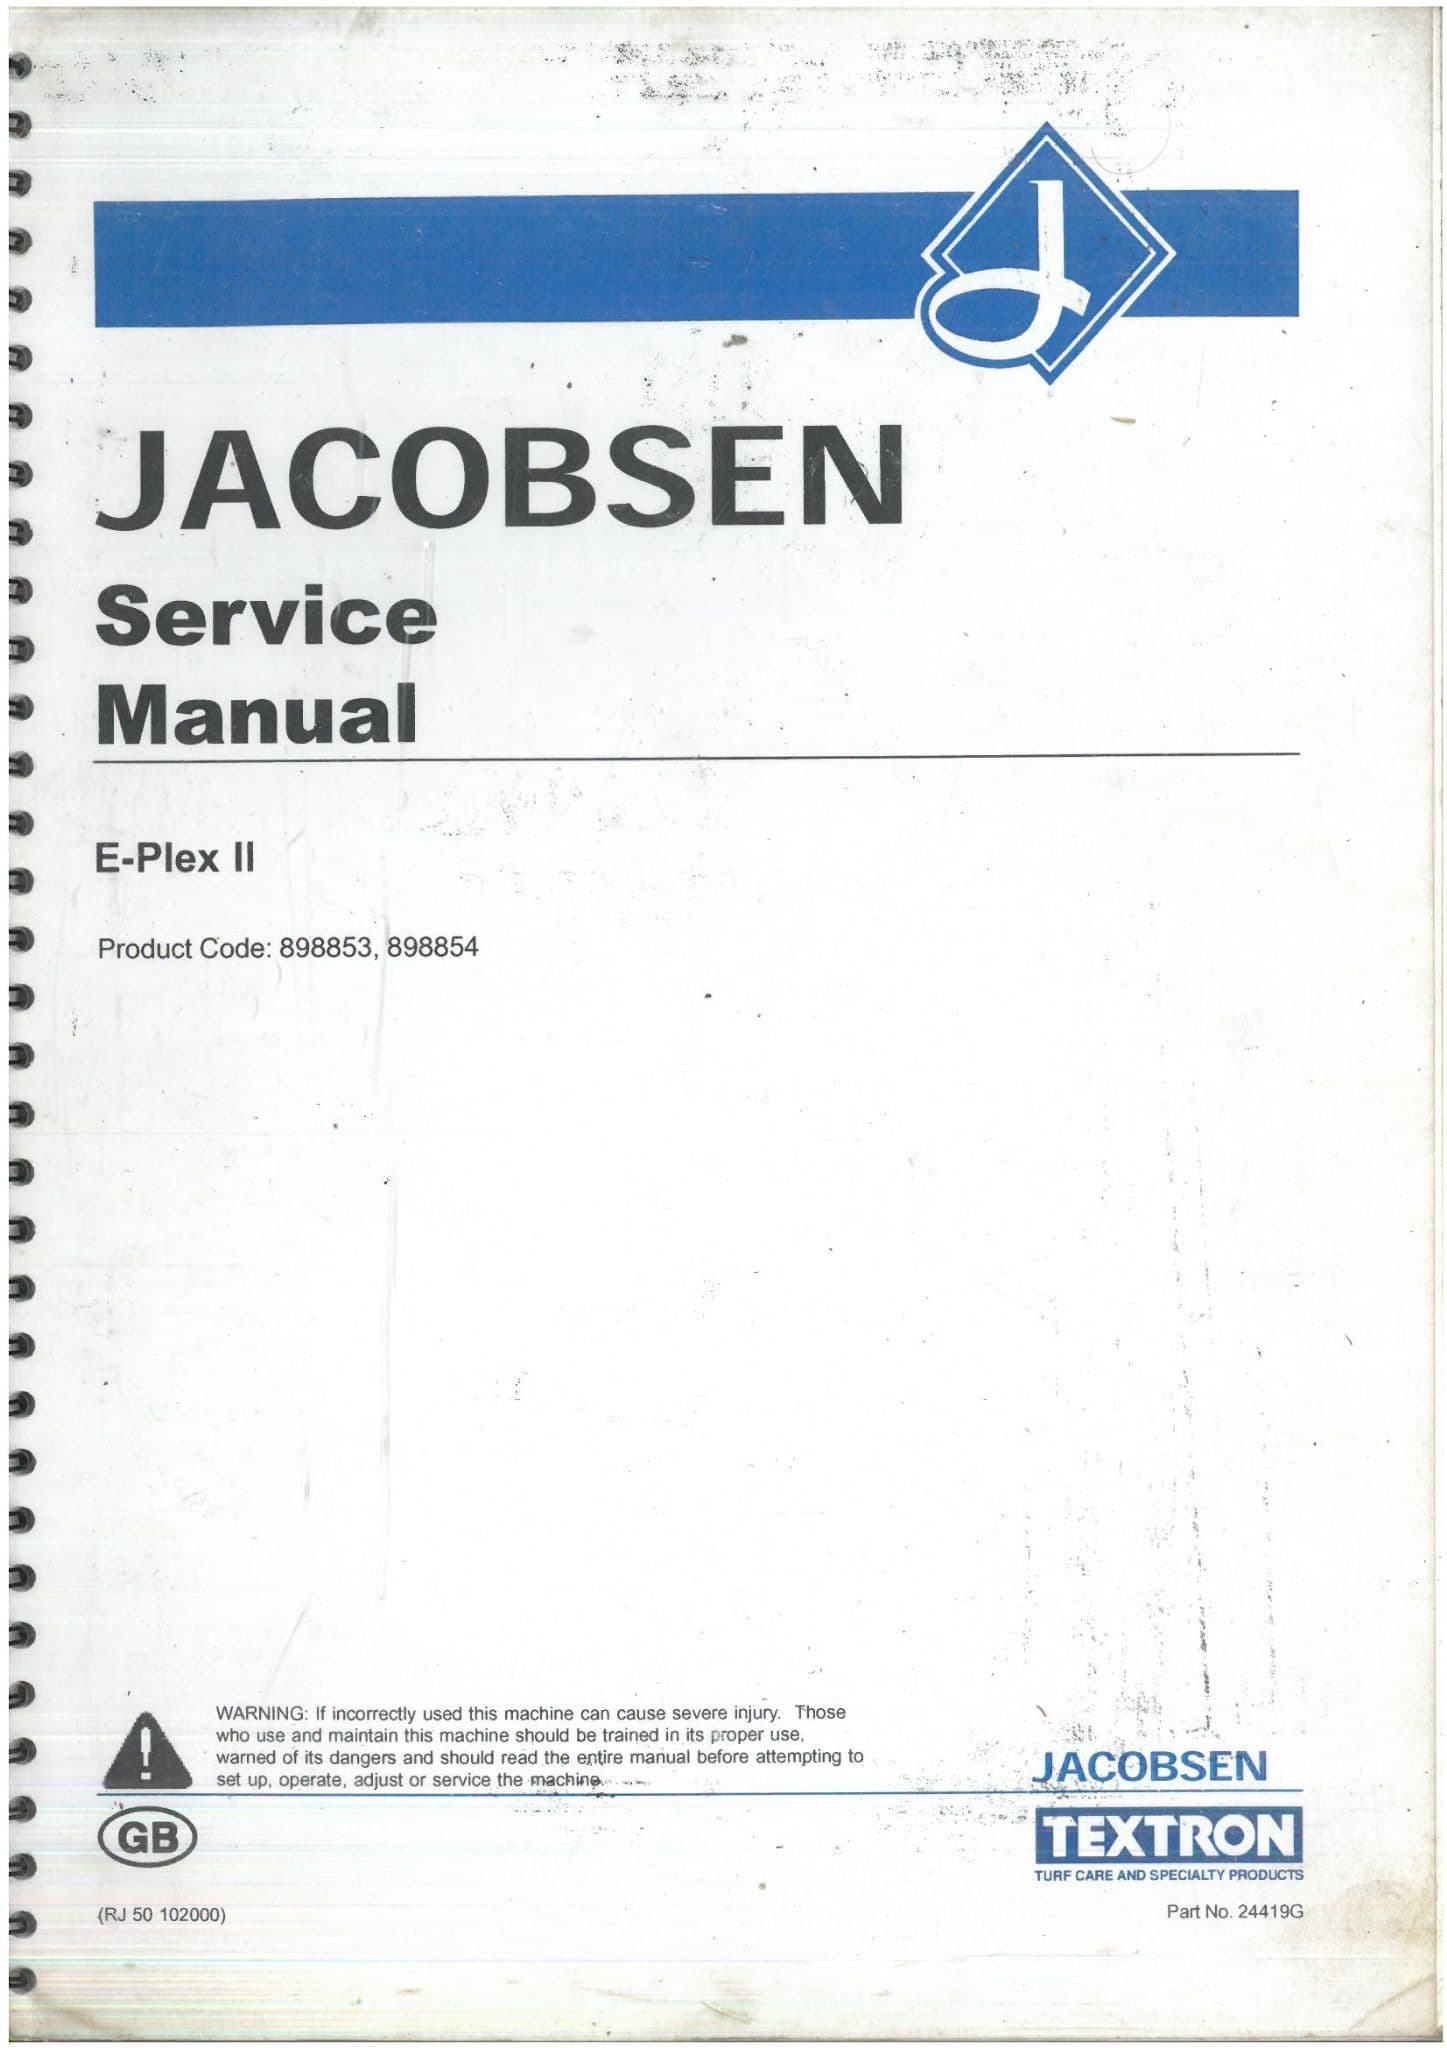 JACOBSEN
Service
Manual
E-Plex II
Product Code: 898853, 898854
WARNING: If incorrectly used this machine can cause severe injury. Those
who use and maintain this machine should be trained in its proper use,
warned of its dangers and should read the entire manual before attempting to
set up, operate, adjust or service the machine.
JACOBSEN
GB
TEXTRON
TURF CARE AND SPECIALTY PRODUCTS
(RJ 50 102000)
Part No. 24419G